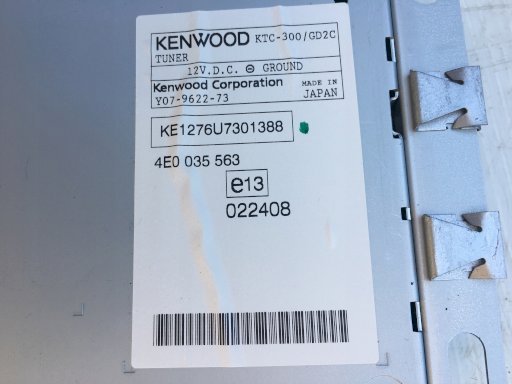 KENWOOD KTC-300/GD2C
TUNER
12V.D.C. ⊖ GROUND
Kenwood Corporation MADE IN
Y07-9622-73 JAPAN
KE1276U7301388
4E0 035 563
e13
022408